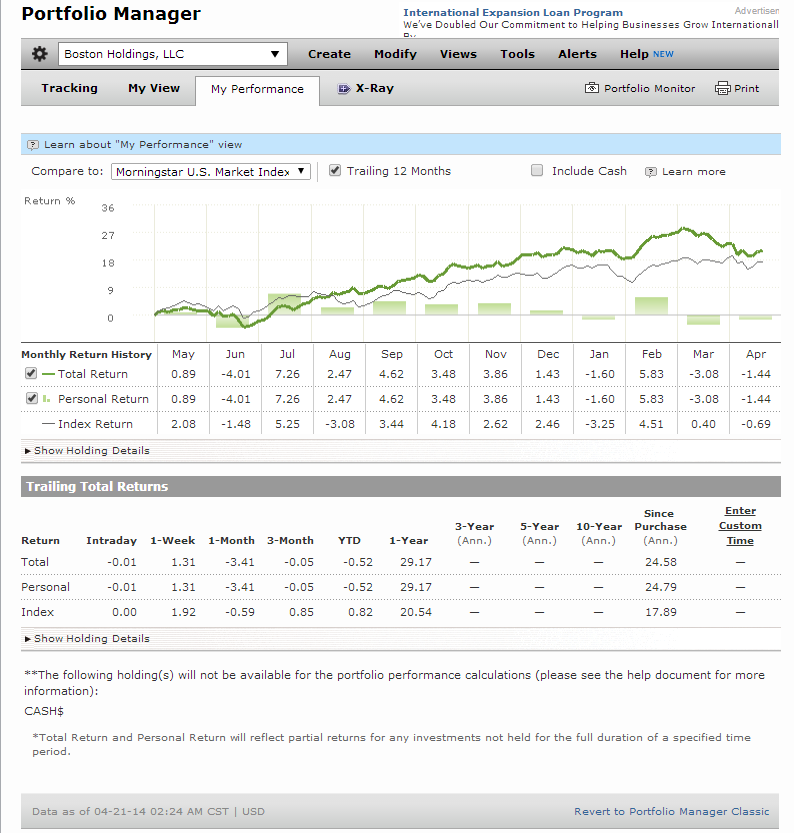 Portfolio Manager
Advertisen
International Expansion Loan Program
We've Doubled Our Commitment to Helping Businesses Grow Internationall
By
Boston Holdings, LLC
Create Modify Views Tools Alerts Help NEW
Tracking My View My Performance X-Ray Portfolio Monitor Print
Learn about "My Performance" view
Compare to: Morningstar U.S. Market Index Trailing 12 Months Include Cash Learn more
Return %
36
27
18
9
0
Monthly Return History May Jun Jul Aug Sep Oct Nov Dec Jan Feb Mar Apr
Total Return 0.89 -4.01 7.26 2.47 4.62 3.48 3.86 1.43 -1.60 5.83 -3.08 -1.44
Personal Return 0.89 -4.01 7.26 2.47 4.62 3.48 3.86 1.43 -1.60 5.83 -3.08 -1.44
Index Return 2.08 -1.48 5.25 -3.08 3.44 4.18 2.62 2.46 -3.25 4.51 0.40 -0.69
Show Holding Details
Trailing Total Returns
Return Intraday 1-Week 1-Month 3-Month YTD 1-Year 3-Year (Ann.) 5-Year (Ann.) 10-Year (Ann.) Since Purchase (Ann.) Enter Custom Time
Total -0.01 1.31 -3.41 -0.05 -0.52 29.17 — — — 24.58 —
Personal -0.01 1.31 -3.41 -0.05 -0.52 29.17 — — — 24.79 —
Index 0.00 1.92 -0.59 0.85 0.82 20.54 — — — 17.89 —
Show Holding Details
**The following holding(s) will not be available for the portfolio performance calculations (please see the help document for more
information):
CASH$
*Total Return and Personal Return will reflect partial returns for any investments not held for the full duration of a specified time
period.
Data as of 04-21-14 02:24 AM CST | USD
Revert to Portfolio Manager Classic